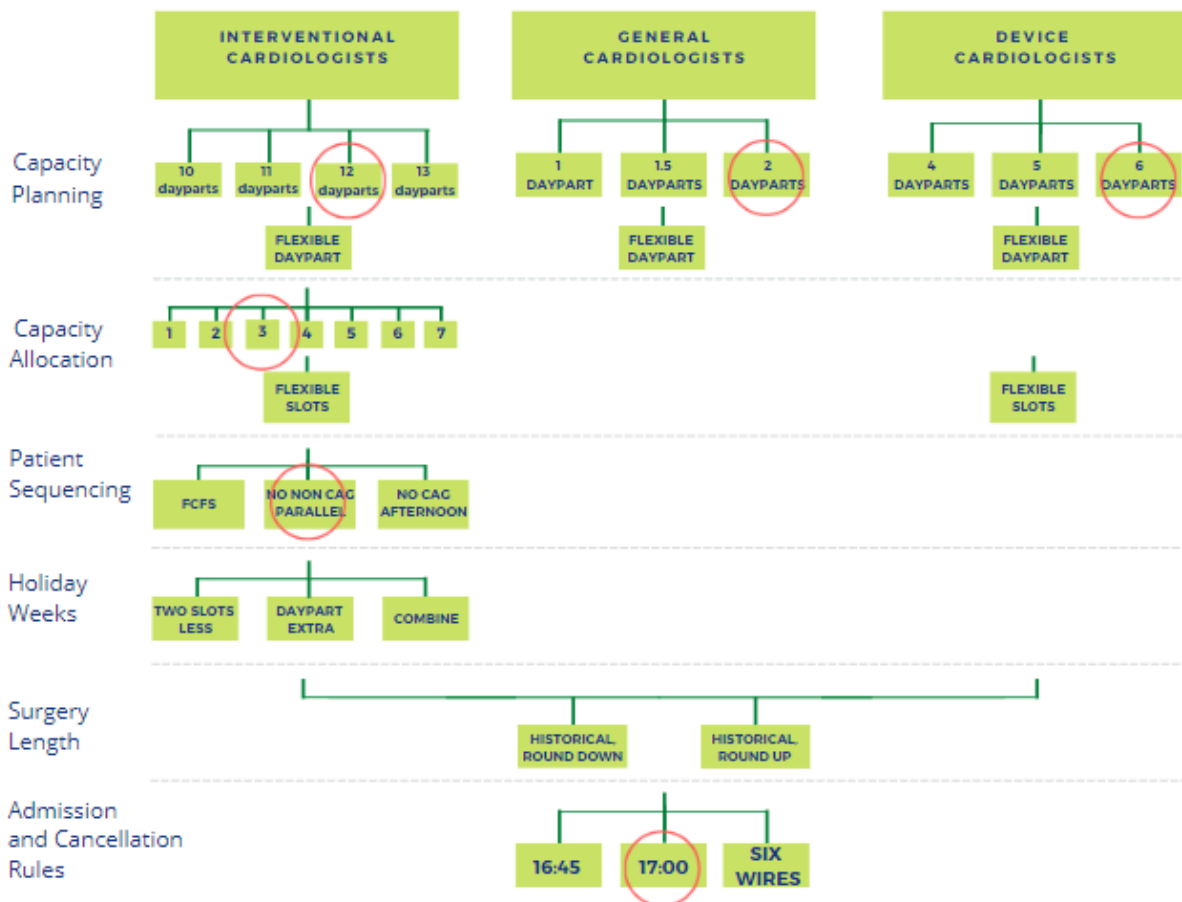 INTERVENTIONAL
CARDIOLOGISTS
GENERAL
CARDIOLOGISTS
DEVICE
CARDIOLOGISTS
Capacity
Planning
10
dayparts
11
dayparts
12
dayparts
13
dayparts
1
DAYPART
1.5
DAYPARTS
2
DAYPARTS
4
DAYPARTS
5
DAYPARTS
6
DAYPARTS
FLEXIBLE
DAYPART
FLEXIBLE
DAYPART
FLEXIBLE
DAYPART
Capacity
Allocation
1 2 3 4 5 6 7
FLEXIBLE
SLOTS
FLEXIBLE
SLOTS
Patient
Sequencing
FCFS
NO NON CAG
PARALLEL
NO CAG
AFTERNOON
Holiday
Weeks
TWO SLOTS
LESS
DAYPART
EXTRA
COMBINE
Surgery
Length
HISTORICAL,
ROUND DOWN
HISTORICAL,
ROUND UP
Admission
and Cancellation
Rules
16:45
17:00
SIX
WIRES